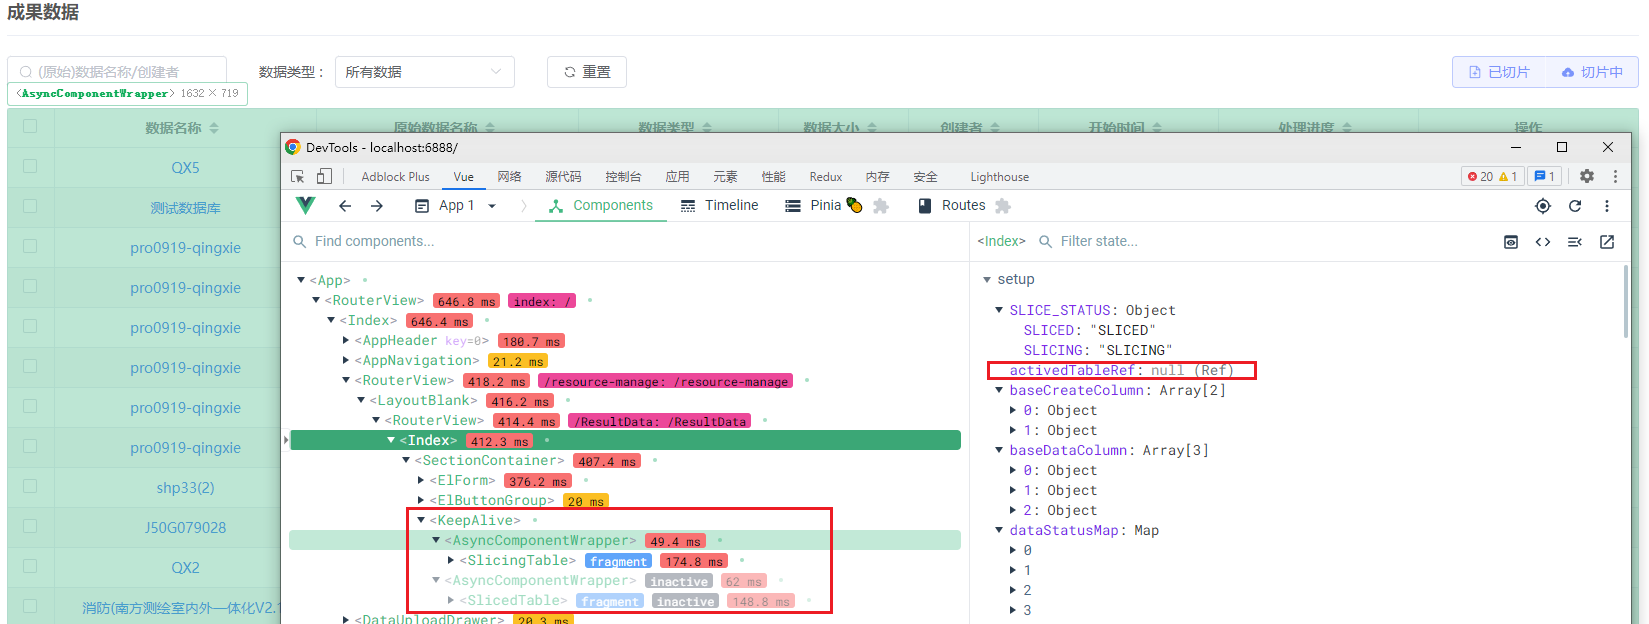 成果数据
(原始)数据名称/创建者
数据类型：
所有数据
重置
已切片
切片中
<AsyncComponentWrapper> 1632 × 719
数据名称
原始数据名称
数据类型
数据大小
创建者
开始时间
处理进度
操作
QX5
测试数据库
pro0919-qingxie
pro0919-qingxie
pro0919-qingxie
pro0919-qingxie
pro0919-qingxie
pro0919-qingxie
shp33(2)
J50G079028
QX2
消防(南方测绘室内外一体化V2.1
DevTools - localhost:6888/
Adblock Plus Vue 网络 源代码 控制台 应用 元素 性能 Redux 内存 安全 Lighthouse
20 1 1
App 1 Components Timeline Pinia Routes
Find components...
<Index> Filter state...
<App>
<RouterView> 646.8 ms index: /
<Index> 646.4 ms
<AppHeader key=0> 180.7 ms
<AppNavigation> 21.2 ms
<RouterView> 418.2 ms /resource-manage: /resource-manage
<LayoutBlank> 416.2 ms
<RouterView> 414.4 ms /ResultData: /ResultData
<Index> 412.3 ms
<SectionContainer> 407.4 ms
<ElForm> 376.2 ms
<ElButtonGroup> 20 ms
<KeepAlive>
<AsyncComponentWrapper> 49.4 ms
<SlicingTable> fragment 174.8 ms
<AsyncComponentWrapper> inactive 62 ms
<SlicedTable> fragment inactive 148.8 ms
<DataUploadDrawer> 20.3 ms
setup
SLICE_STATUS: Object
SLICED: "SLICED"
SLICING: "SLICING"
activedTableRef: null (Ref)
baseCreateColumn: Array[2]
0: Object
1: Object
baseDataColumn: Array[3]
0: Object
1: Object
2: Object
dataStatusMap: Map
0
1
2
3